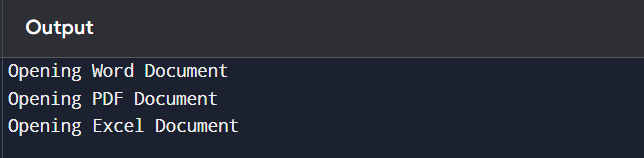 Output
Opening Word Document
Opening PDF Document
Opening Excel Document